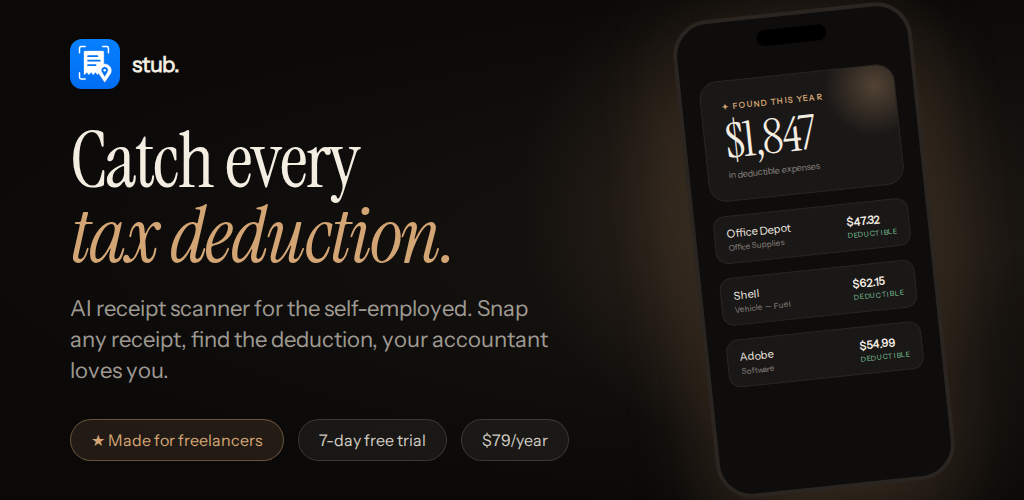 stub.
Catch every
tax deduction.
AI receipt scanner for the self-employed. Snap
any receipt, find the deduction, your accountant
loves you.
★ Made for freelancers
7-day free trial
$79/year
✦ FOUND THIS YEAR
$1,847
in deductible expenses
Office Depot
$47.32
Office Supplies
DEDUCTIBLE
Shell
$62.15
Vehicle — Fuel
DEDUCTIBLE
Adobe
$54.99
Software
DEDUCTIBLE